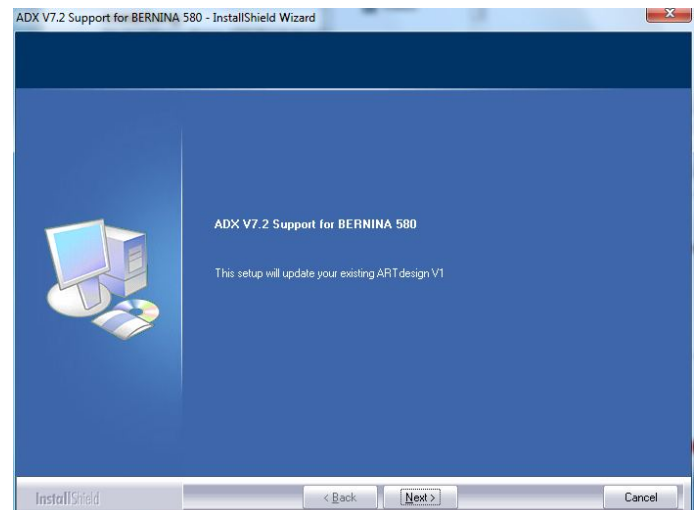 ADX V7.2 Support for BERNINA 580 - InstallShield Wizard
ADX V7.2 Support for BERNINA 580
This setup will update your existing ARTdesign V1
InstallShield
< Back
Next >
Cancel